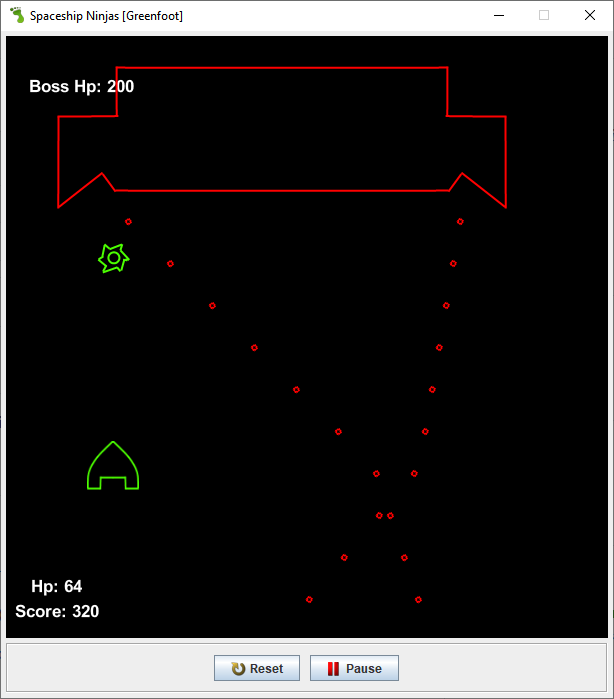 Spaceship Ninjas [Greenfoot]
Boss Hp: 200
Hp: 64
Score: 320
Reset
Pause